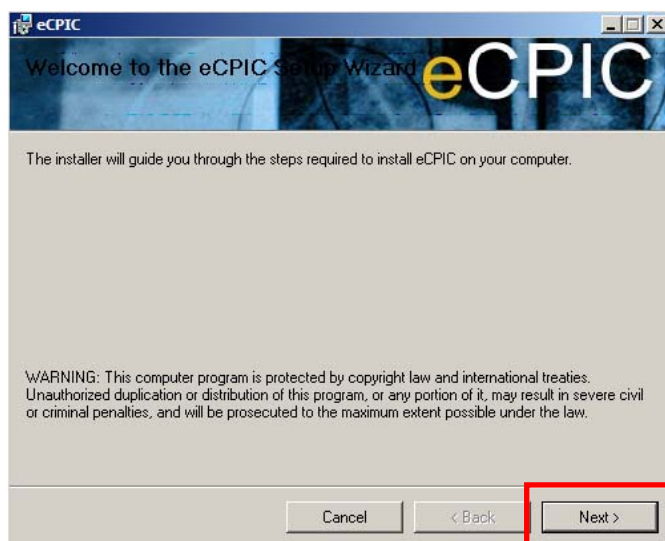 eCPIC
Welcome to the eCPIC Setup Wizard
eCPIC
The installer will guide you through the steps required to install eCPIC on your computer.
WARNING: This computer program is protected by copyright law and international treaties.
Unauthorized duplication or distribution of this program, or any portion of it, may result in severe civil
or criminal penalties, and will be prosecuted to the maximum extent possible under the law.
Cancel
< Back
Next >